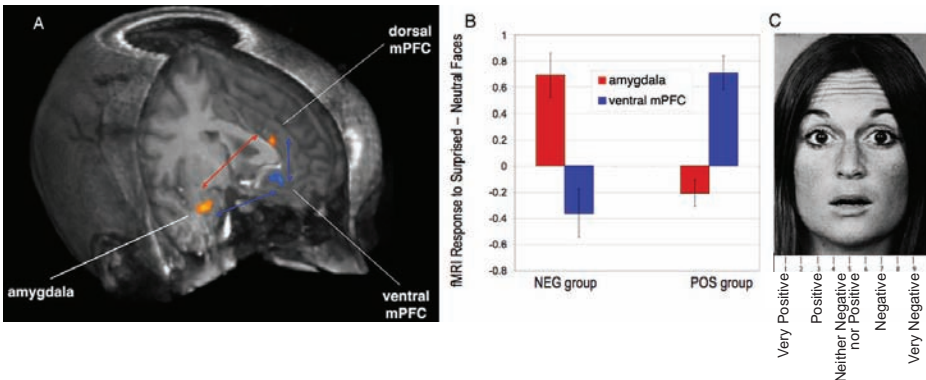 A
dorsal
mPFC
amygdala
ventral
mPFC
B
fMRI Response to Surprised – Neutral Faces
1
0.8
0.6
0.4
0.2
0
-0.2
-0.4
-0.6
-0.8
amygdala
ventral mPFC
NEG group
POS group
C
1 2 3 4 5 6 7 8 9
Very Positive
Positive
Neither Negative
nor Positive
Negative
Very Negative